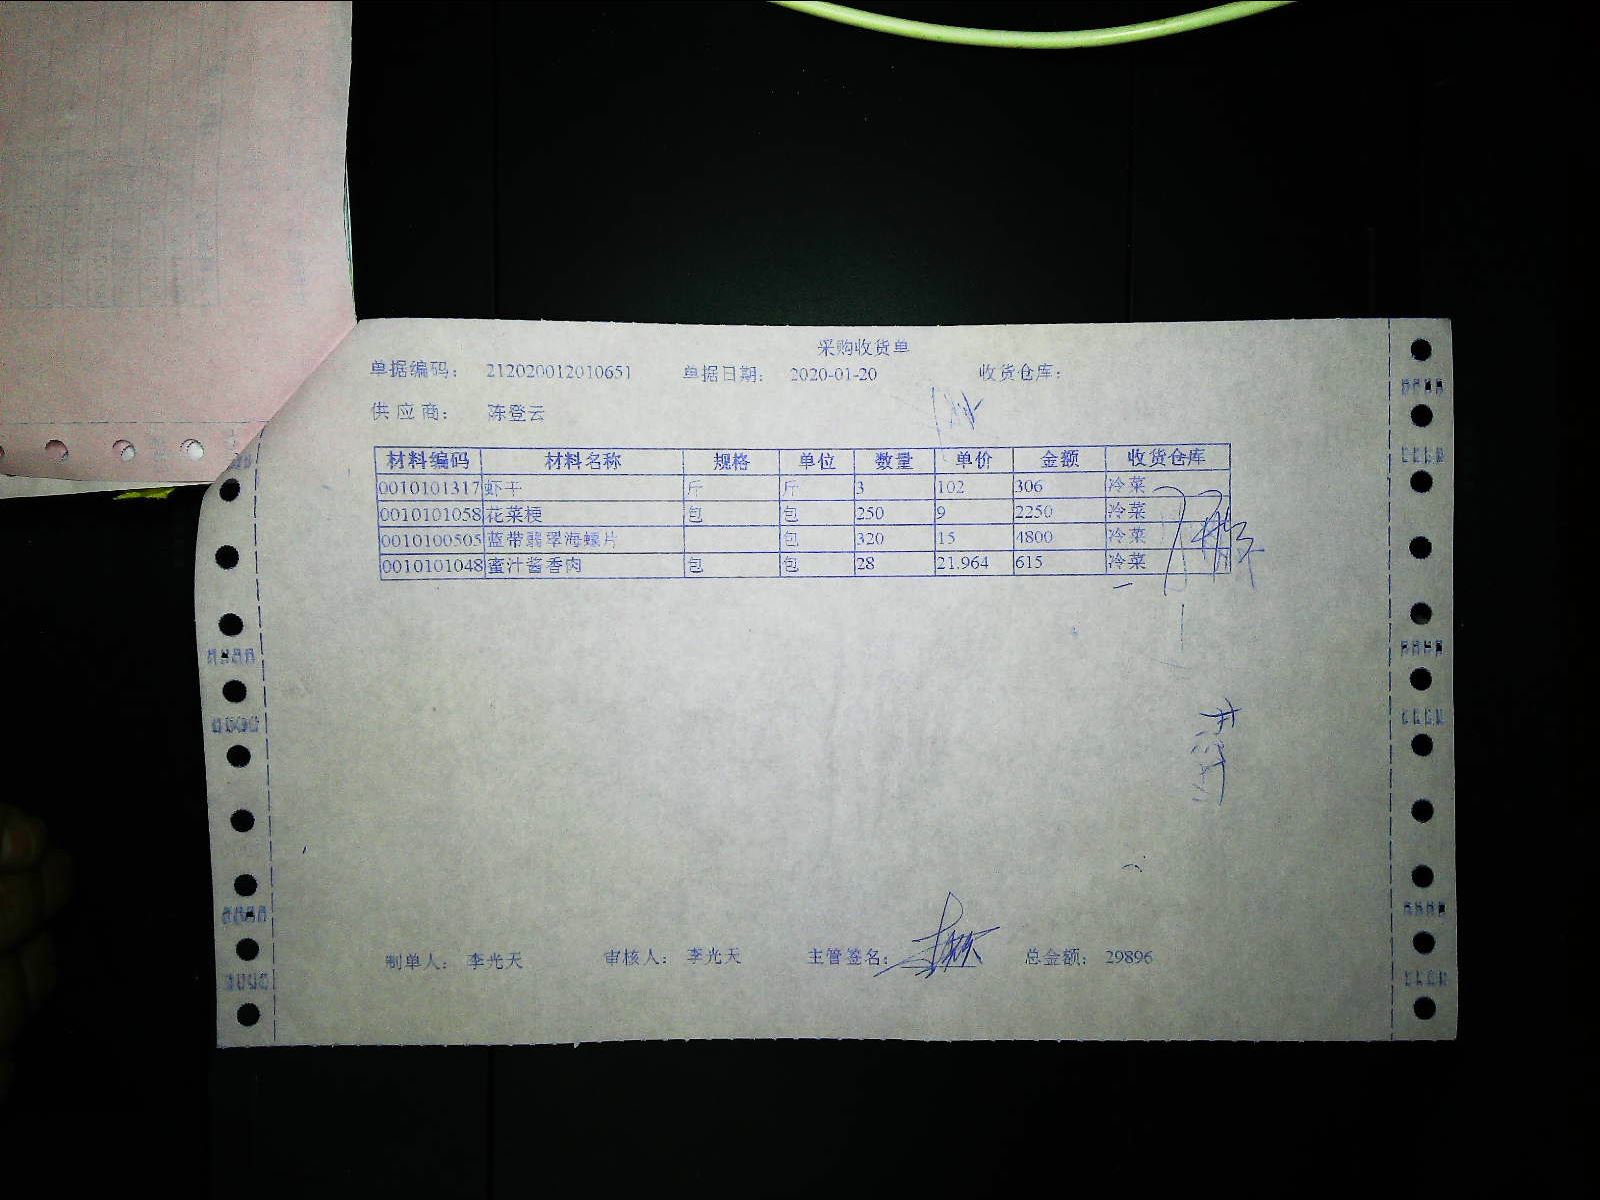 采购收货单
单据编码： 212020012010651 单据日期： 2020-01-20 收货仓库：
供应商： 陈登云
材料编码 材料名称 规格 单位 数量 单价 金额 收货仓库
0010101317 虾干 斤 斤 3 102 306 冷菜
0010101058 花菜梗 包 包 250 9 2250 冷菜
0010100505 蓝带翡翠海螺片 包 320 15 4800 冷菜
0010101048 蜜汁酱香肉 包 包 28 21.964 615 冷菜
制单人： 李光天 审核人： 李光天 主管签名： 总金额： 29896